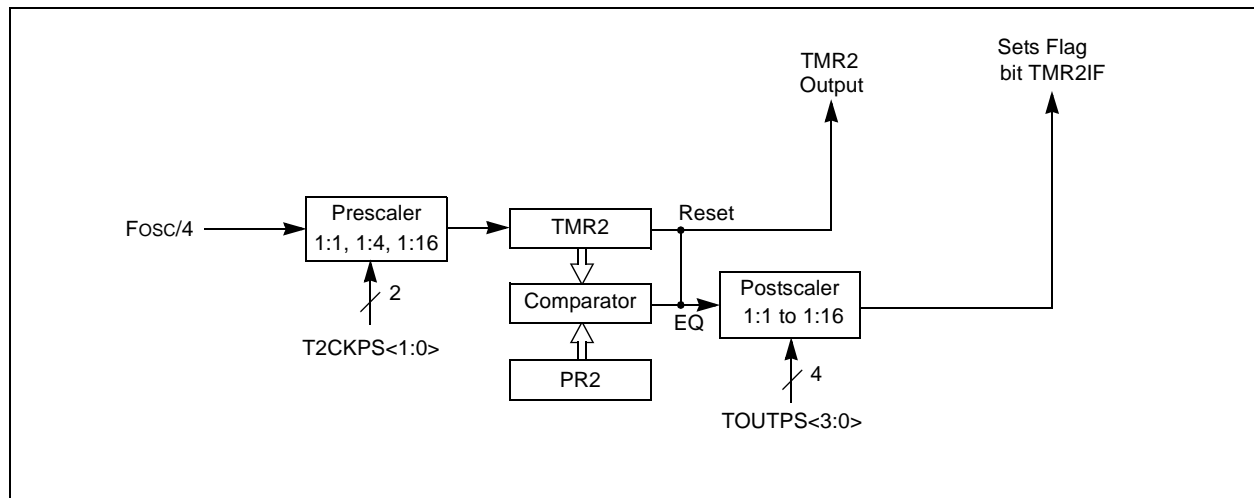 TMR2
Output
Sets Flag
bit TMR2IF
FOSC/4
Prescaler
1:1, 1:4, 1:16
TMR2
Reset
2
Comparator
EQ
Postscaler
1:1 to 1:16
T2CKPS<1:0>
PR2
4
TOUTPS<3:0>